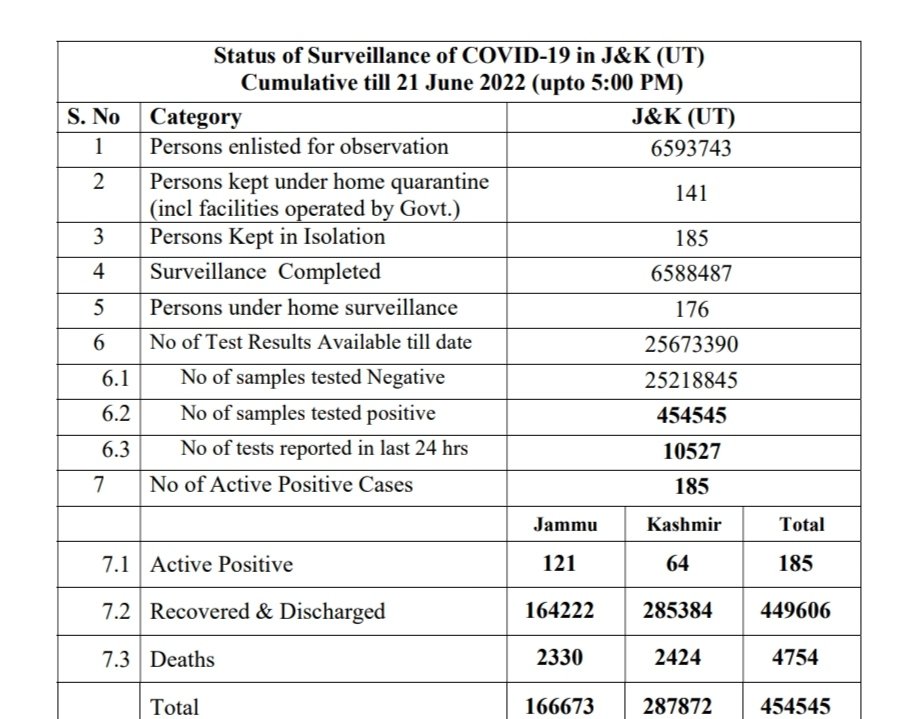 Status of Surveillance of COVID-19 in J&K (UT)
Cumulative till 21 June 2022 (upto 5:00 PM)
S. No Category J&K (UT)
1 Persons enlisted for observation 6593743
2 Persons kept under home quarantine
(incl facilities operated by Govt.) 141
3 Persons Kept in Isolation 185
4 Surveillance Completed 6588487
5 Persons under home surveillance 176
6 No of Test Results Available till date 25673390
6.1 No of samples tested Negative 25218845
6.2 No of samples tested positive 454545
6.3 No of tests reported in last 24 hrs 10527
7 No of Active Positive Cases 185
Jammu Kashmir Total
7.1 Active Positive 121 64 185
7.2 Recovered & Discharged 164222 285384 449606
7.3 Deaths 2330 2424 4754
Total 166673 287872 454545